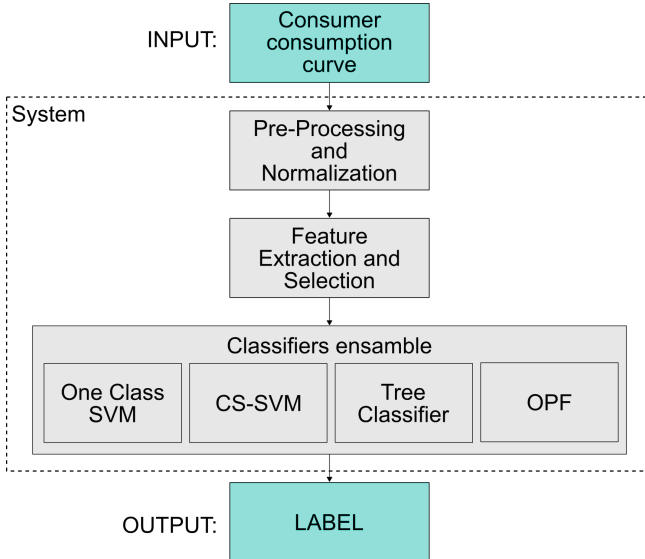 INPUT:
Consumer
consumption
curve
System
Pre-Processing
and
Normalization
Feature
Extraction and
Selection
Classifiers ensamble
One Class
SVM
CS-SVM
Tree
Classifier
OPF
OUTPUT:
LABEL